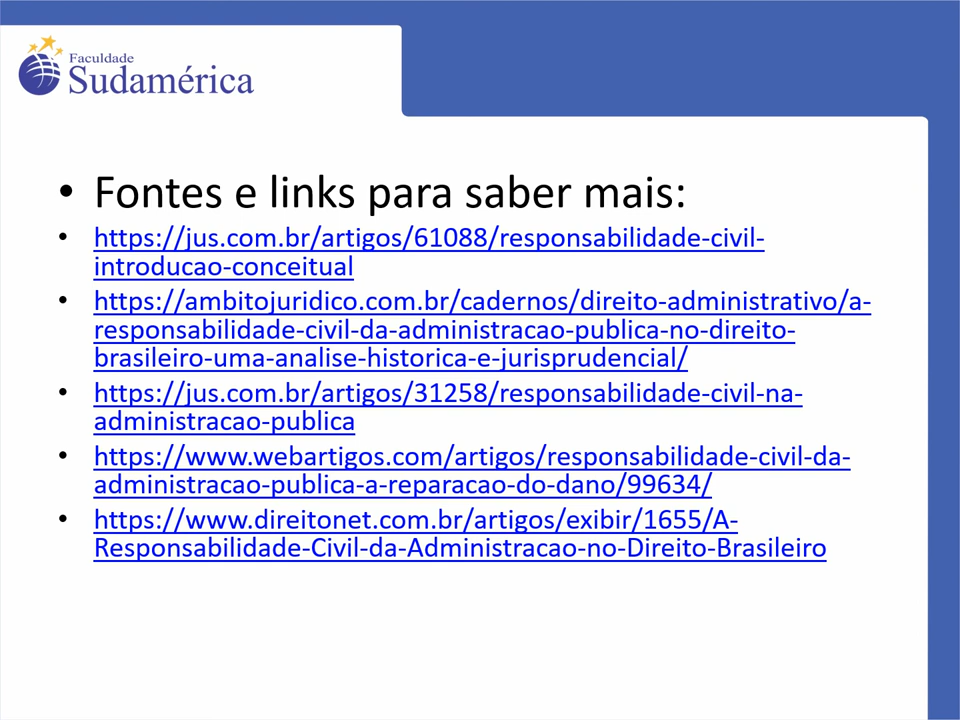 Faculdade
Sudamérica
• Fontes e links para saber mais:
• https://jus.com.br/artigos/61088/responsabilidade-civil-
introducao-conceitual
• https://ambitojuridico.com.br/cadernos/direito-administrativo/a-
responsabilidade-civil-da-administracao-publica-no-direito-
brasileiro-uma-analise-historica-e-jurisprudencial/
• https://jus.com.br/artigos/31258/responsabilidade-civil-na-
administracao-publica
• https://www.webartigos.com/artigos/responsabilidade-civil-da-
administracao-publica-a-reparacao-do-dano/99634/
• https://www.direitonet.com.br/artigos/exibir/1655/A-
Responsabilidade-Civil-da-Administracao-no-Direito-Brasileiro